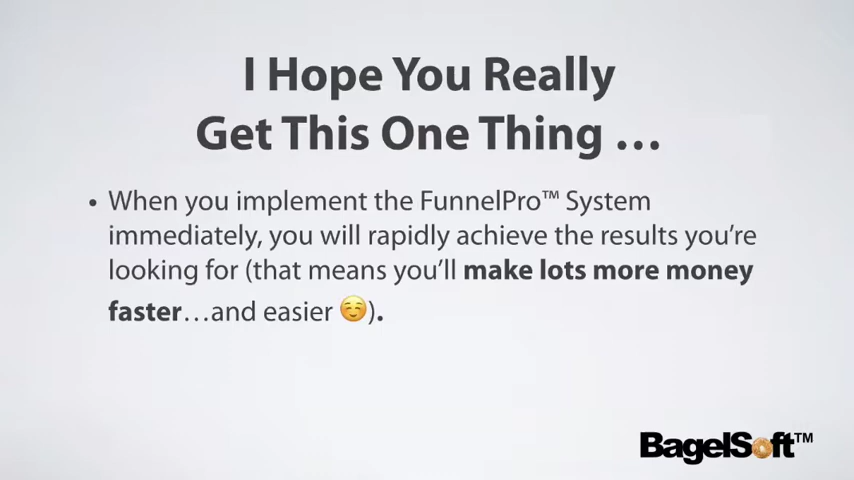 I Hope You Really
Get This One Thing …
• When you implement the FunnelPro™ System
immediately, you will rapidly achieve the results you’re
looking for (that means you’ll make lots more money
faster…and easier ☺️).
BagelSoft™